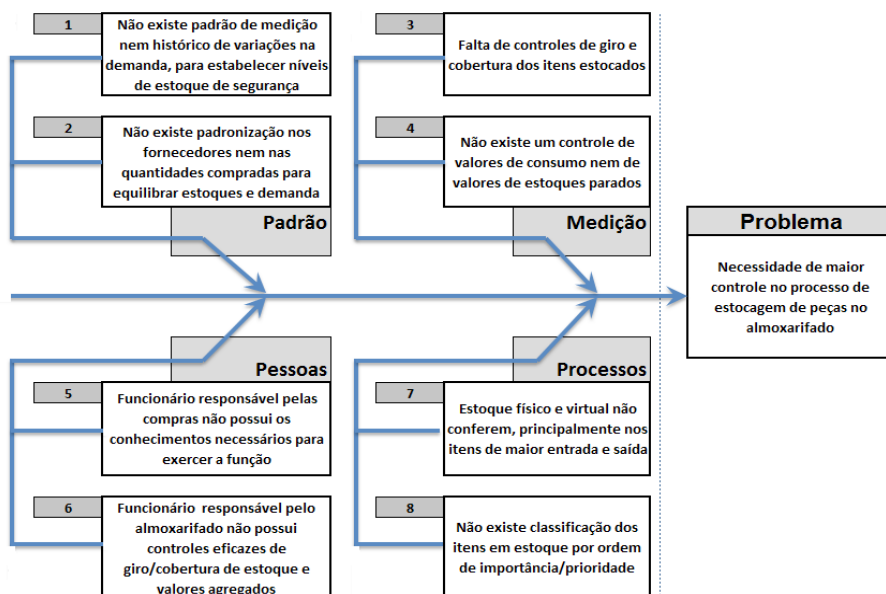 1
Não existe padrão de medição
nem histórico de variações na
demanda, para estabelecer níveis
de estoque de segurança
2
Não existe padronização nos
fornecedores nem nas
quantidades compradas para
equilibrar estoques e demanda
Padrão
3
Falta de controles de giro e
cobertura dos itens estocados
4
Não existe um controle de
valores de consumo nem de
valores de estoques parados
Medição
Problema
Necessidade de maior
controle no processo de
estocagem de peças no
almoxarifado
Pessoas
5
Funcionário responsável pelas
compras não possui os
conhecimentos necessários para
exercer a função
6
Funcionário responsável pelo
almoxarifado não possui
controles eficazes de
giro/cobertura de estoque e
valores agregados
Processos
7
Estoque físico e virtual não
conferem, principalmente nos
itens de maior entrada e saída
8
Não existe classificação dos
itens em estoque por ordem
de importância/prioridade